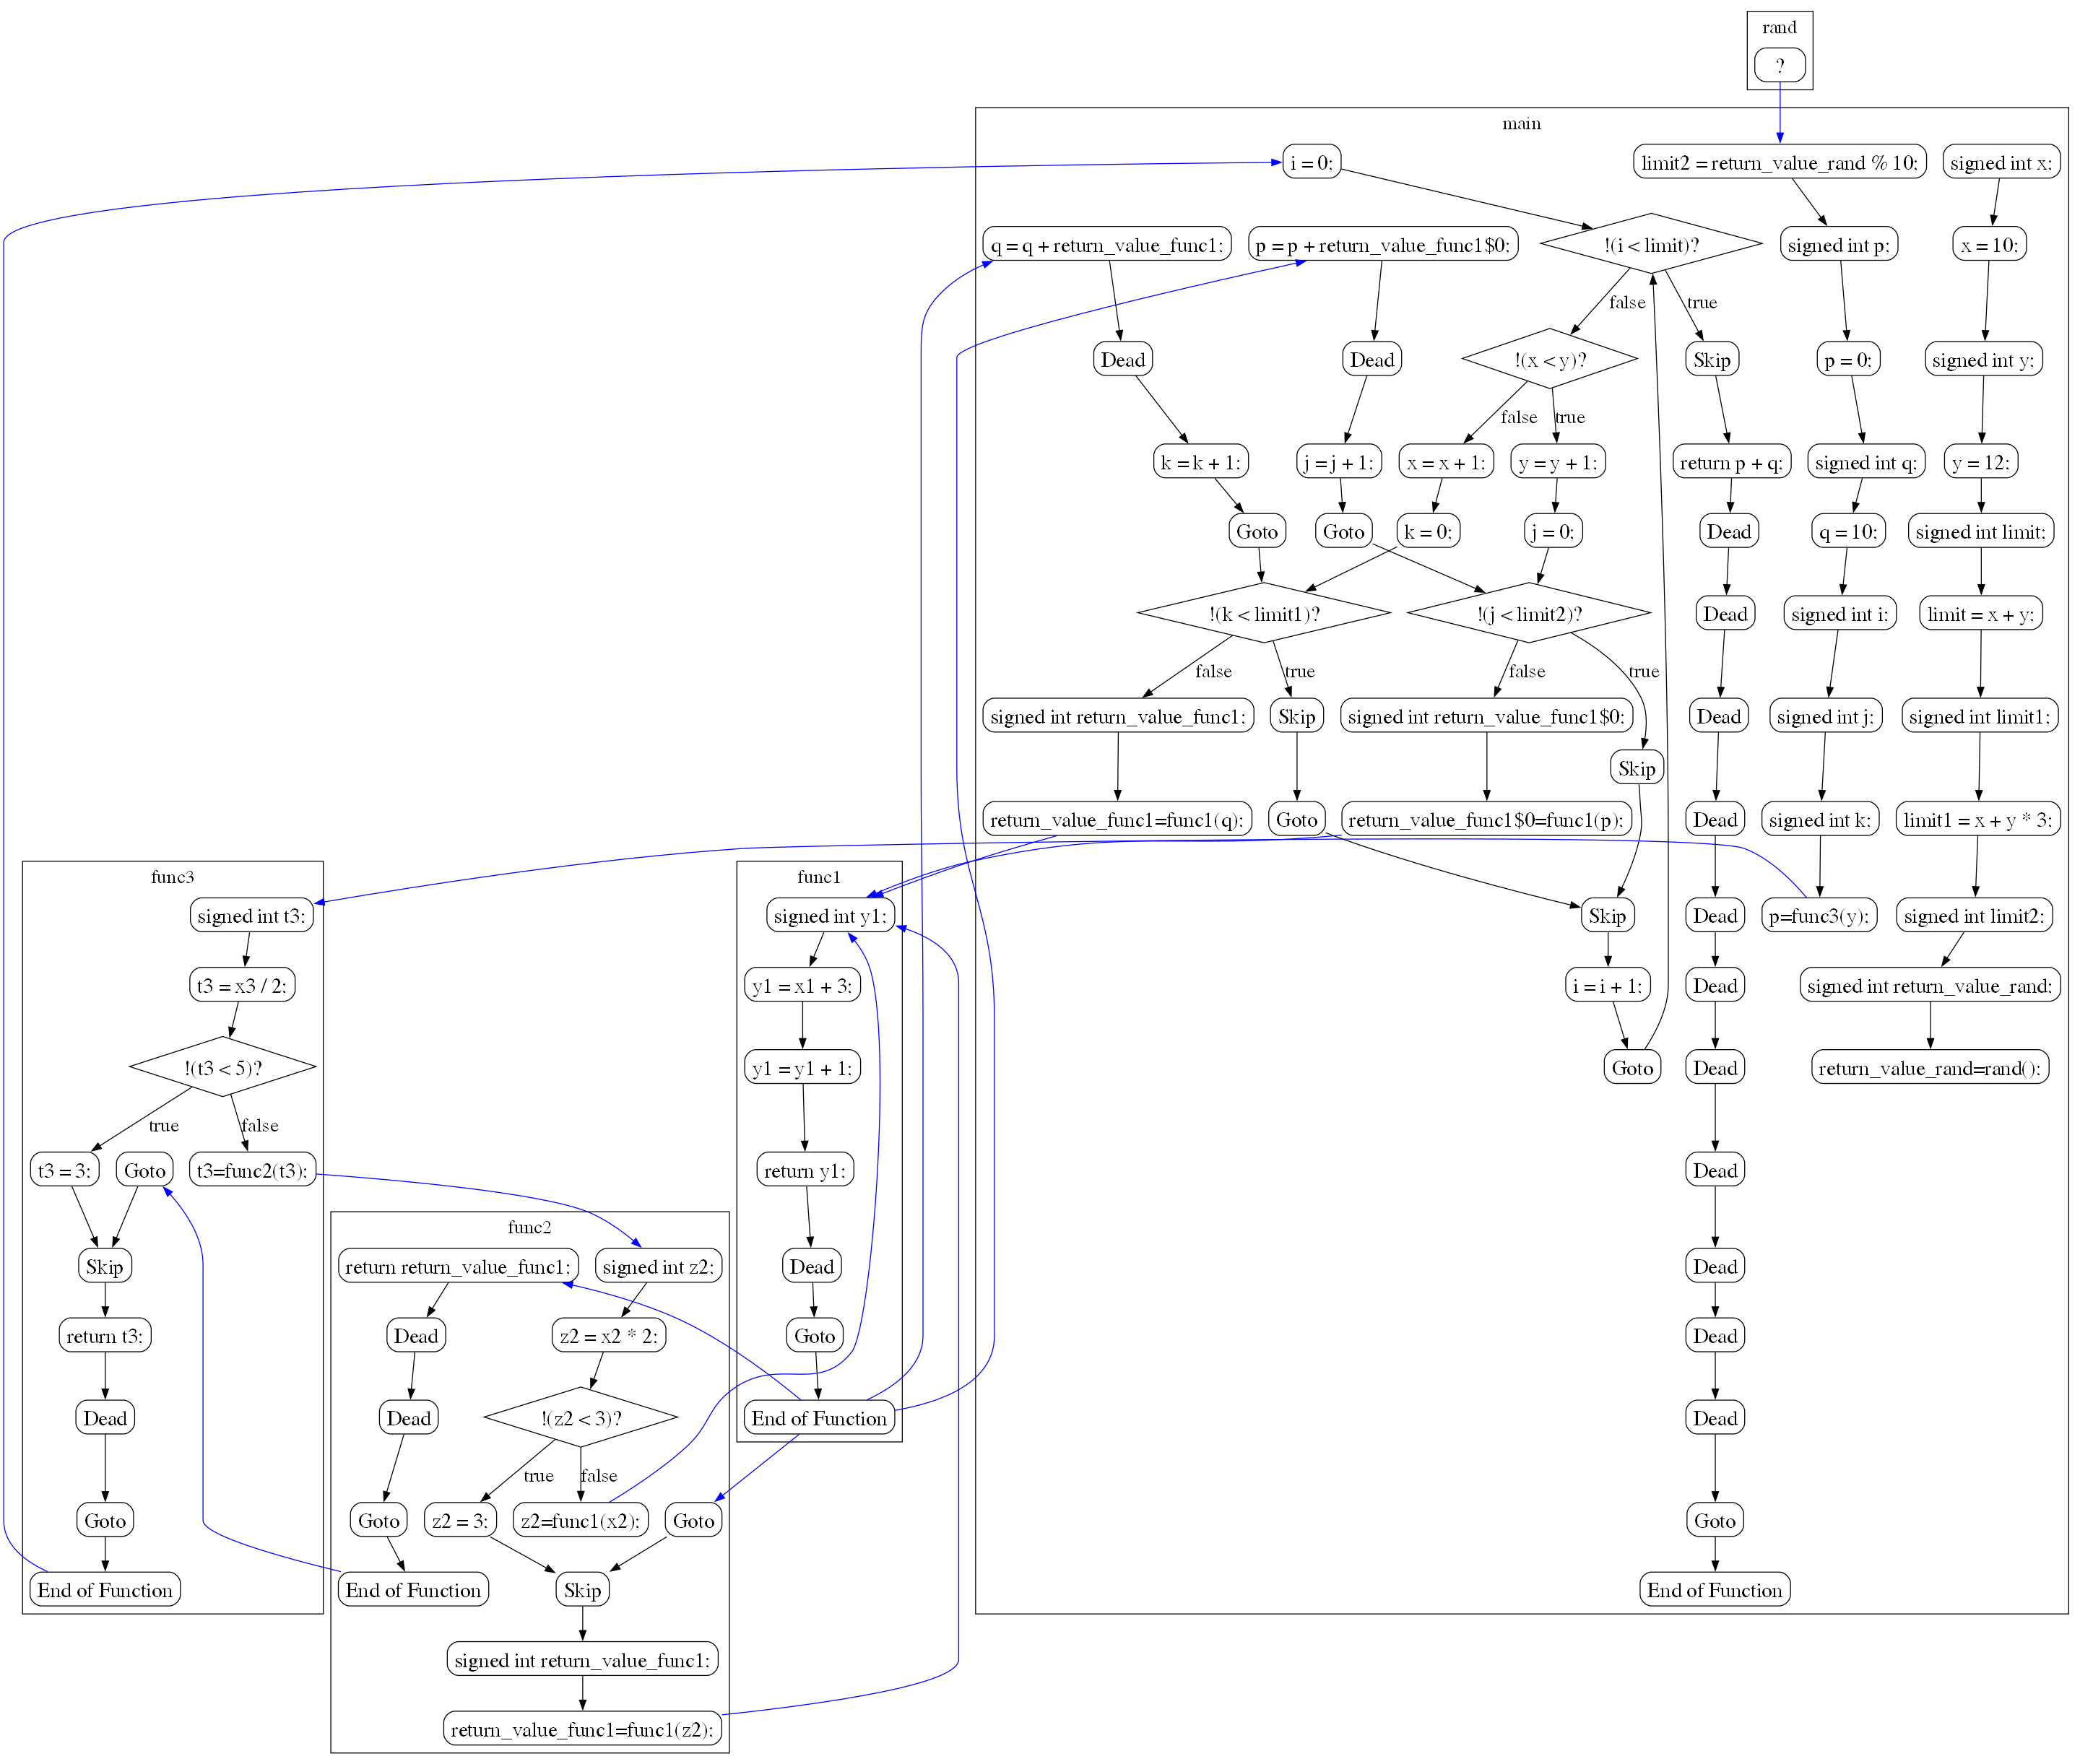 rand
?
main
i = 0;
limit2 = return_value_rand % 10;
signed int x;
q = q + return_value_func1;
p = p + return_value_func1$0;
!(i < limit)?
signed int p;
x = 10;
false
true
Dead
Dead
!(x < y)?
Skip
p = 0;
signed int y;
false
true
k = k + 1;
j = j + 1;
x = x + 1;
y = y + 1;
return p + q;
signed int q;
y = 12;
Goto
Goto
k = 0;
j = 0;
Dead
q = 10;
signed int limit;
!(k < limit1)?
!(j < limit2)?
Dead
signed int i;
limit = x + y;
false
true
false
true
signed int return_value_func1;
Skip
signed int return_value_func1$0;
Dead
signed int j;
signed int limit1;
Skip
return_value_func1=func1(q);
Goto
return_value_func1$0=func1(p);
Dead
signed int k;
limit1 = x + y * 3;
Skip
Dead
p=func3(y);
signed int limit2;
i = i + 1;
Dead
signed int return_value_rand;
Goto
Dead
return_value_rand=rand();
Dead
Dead
Dead
Dead
Goto
End of Function
func3
signed int t3;
t3 = x3 / 2;
!(t3 < 5)?
true
false
t3 = 3;
Goto
t3=func2(t3);
Skip
return t3;
Dead
Goto
End of Function
func1
signed int y1;
y1 = x1 + 3;
y1 = y1 + 1;
return y1;
Dead
Goto
End of Function
func2
return return_value_func1;
signed int z2;
Dead
z2 = x2 * 2;
Dead
!(z2 < 3)?
true
false
Goto
z2 = 3;
z2=func1(x2);
Goto
End of Function
Skip
signed int return_value_func1;
return_value_func1=func1(z2);